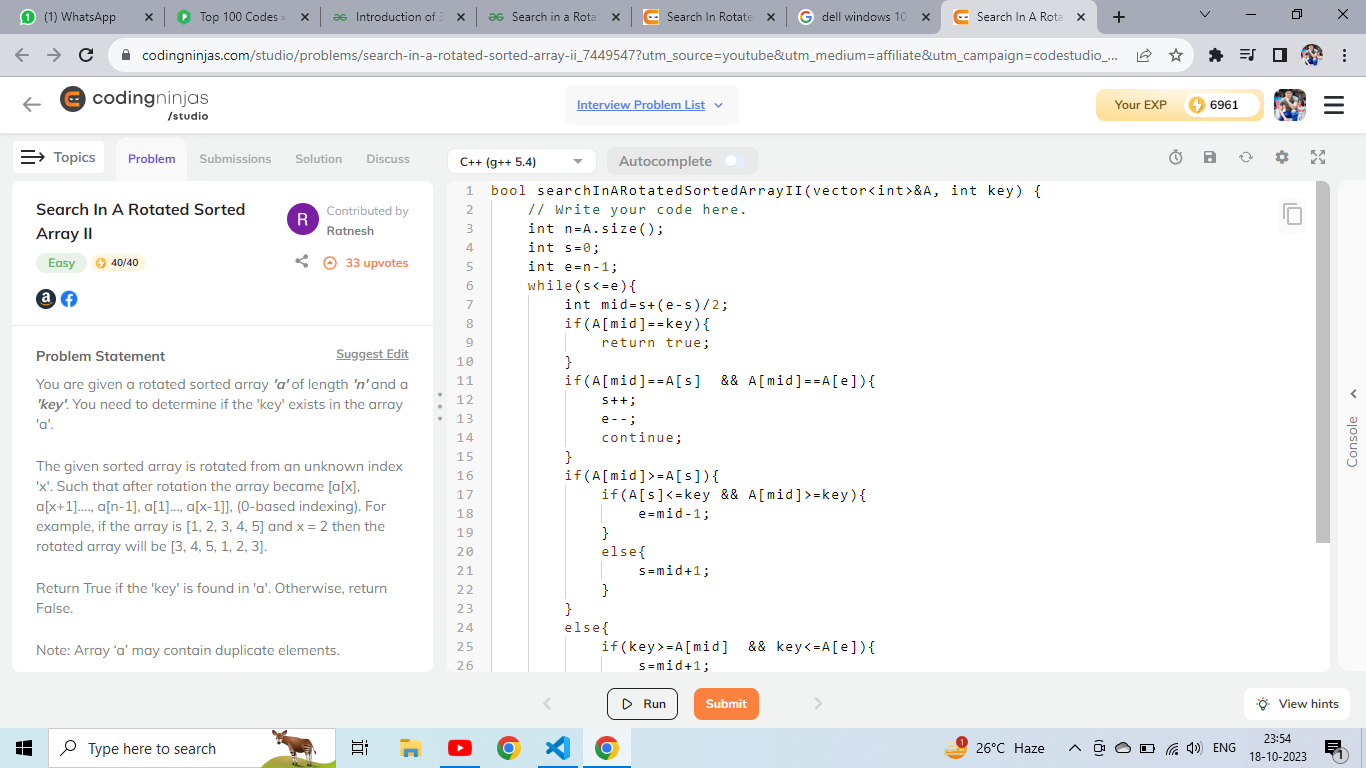 (1) WhatsApp
Top 100 Codes »
Introduction of
Search in a Rota
Search In Rotate
dell windows 10
Search In A Rota
codingninjas.com/studio/problems/search-in-a-rotated-sorted-array-ii_7449547?utm_source=youtube&utm_medium=affiliate&utm_campaign=codestudio_...
codingninjas
/studio
Interview Problem List
Your EXP 6961
Topics
Problem Submissions Solution Discuss
C++ (g++ 5.4) Autocomplete
Search In A Rotated Sorted
Array II
R
Contributed by
Ratnesh
Easy 40/40
33 upvotes
Problem Statement Suggest Edit
You are given a rotated sorted array 'a' of length 'n' and a
'key'. You need to determine if the 'key' exists in the array
'a'.
The given sorted array is rotated from an unknown index
'x'. Such that after rotation the array became [a[x],
a[x+1]...., a[n-1], a[1]..., a[x-1]], (0-based indexing). For
example, if the array is [1, 2, 3, 4, 5] and x = 2 then the
rotated array will be [3, 4, 5, 1, 2, 3].
Return True if the 'key' is found in 'a'. Otherwise, return
False.
Note: Array ‘a’ may contain duplicate elements.
1 bool searchInARotatedSortedArrayII(vector<int>&A, int key) {
2 // Write your code here.
3 int n=A.size();
4 int s=0;
5 int e=n-1;
6 while(s<=e){
7 int mid=s+(e-s)/2;
8 if(A[mid]==key){
9 return true;
10 }
11 if(A[mid]==A[s] && A[mid]==A[e]){
12 s++;
13 e--;
14 continue;
15 }
16 if(A[mid]>=A[s]){
17 if(A[s]<=key && A[mid]>=key){
18 e=mid-1;
19 }
20 else{
21 s=mid+1;
22 }
23 }
24 else{
25 if(key>=A[mid] && key<=A[e]){
26 s=mid+1;
Console
Run
Submit
View hints
Type here to search
1
26°C Haze
ENG
23:54
18-10-2023
1